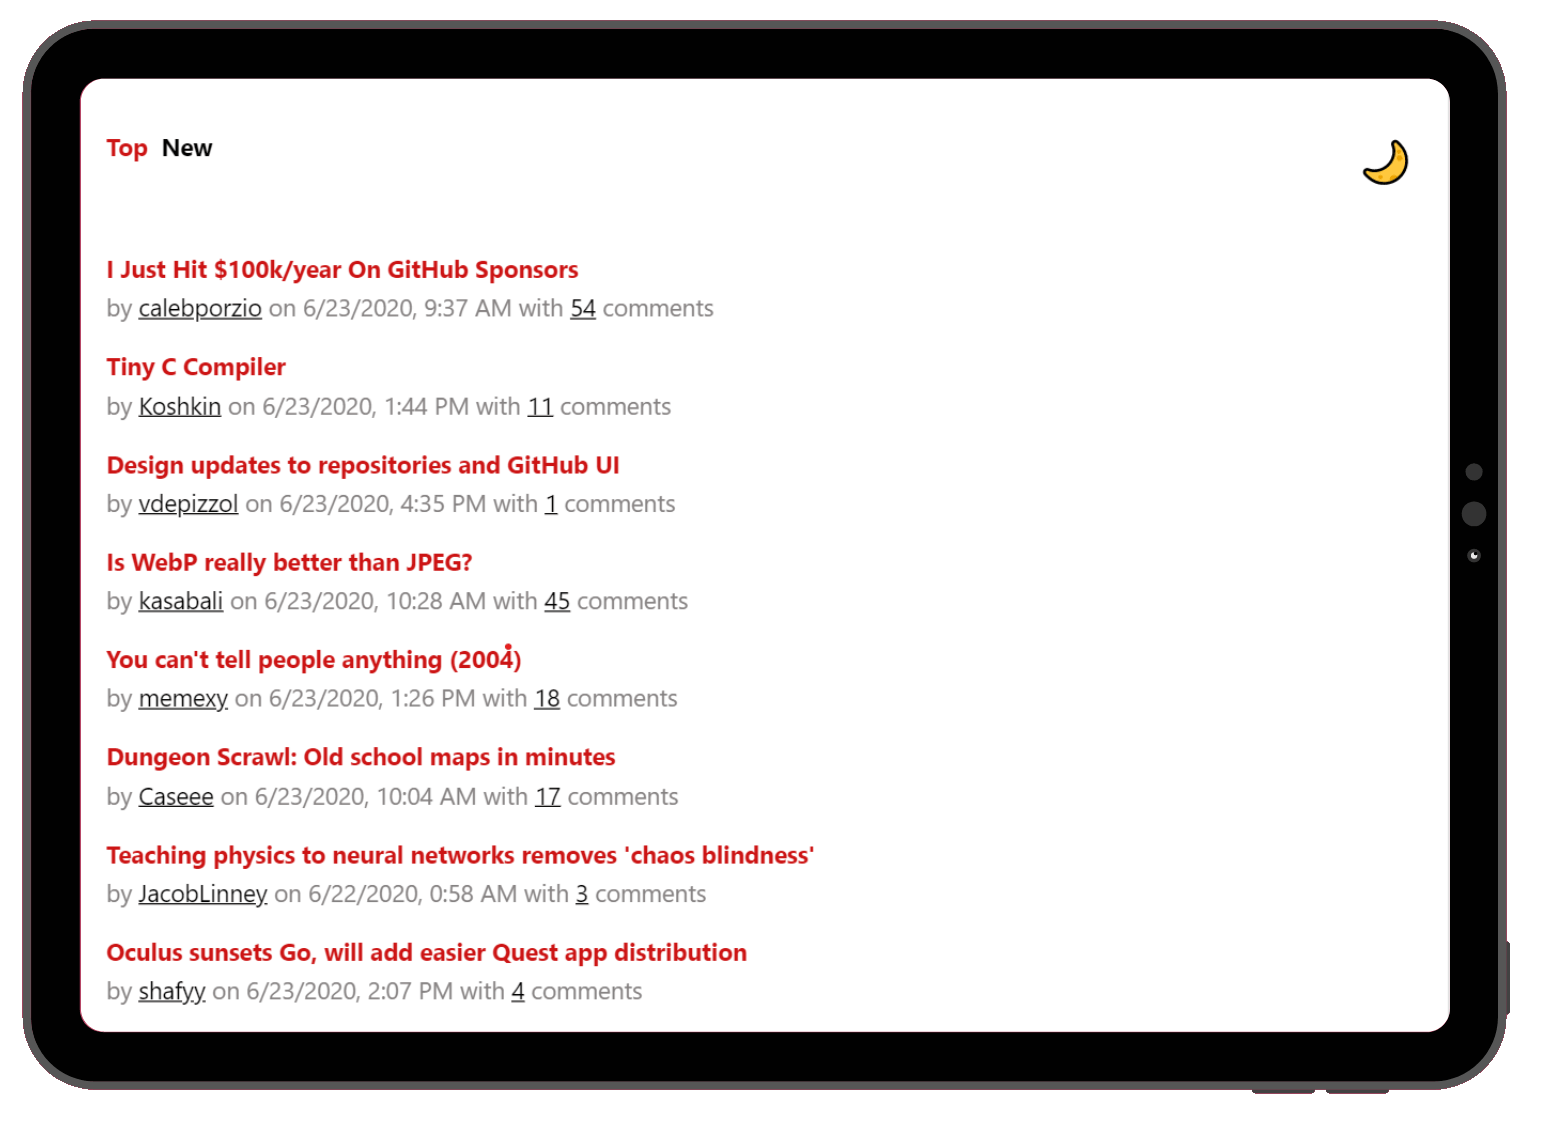 Top New
I Just Hit $100k/year On GitHub Sponsors
by calebporzio on 6/23/2020, 9:37 AM with 54 comments
Tiny C Compiler
by Koshkin on 6/23/2020, 1:44 PM with 11 comments
Design updates to repositories and GitHub UI
by vdepizzol on 6/23/2020, 4:35 PM with 1 comments
Is WebP really better than JPEG?
by kasabali on 6/23/2020, 10:28 AM with 45 comments
You can't tell people anything (2004)
by memexy on 6/23/2020, 1:26 PM with 18 comments
Dungeon Scrawl: Old school maps in minutes
by Caseee on 6/23/2020, 10:04 AM with 17 comments
Teaching physics to neural networks removes 'chaos blindness'
by JacobLinney on 6/22/2020, 0:58 AM with 3 comments
Oculus sunsets Go, will add easier Quest app distribution
by shafyy on 6/23/2020, 2:07 PM with 4 comments